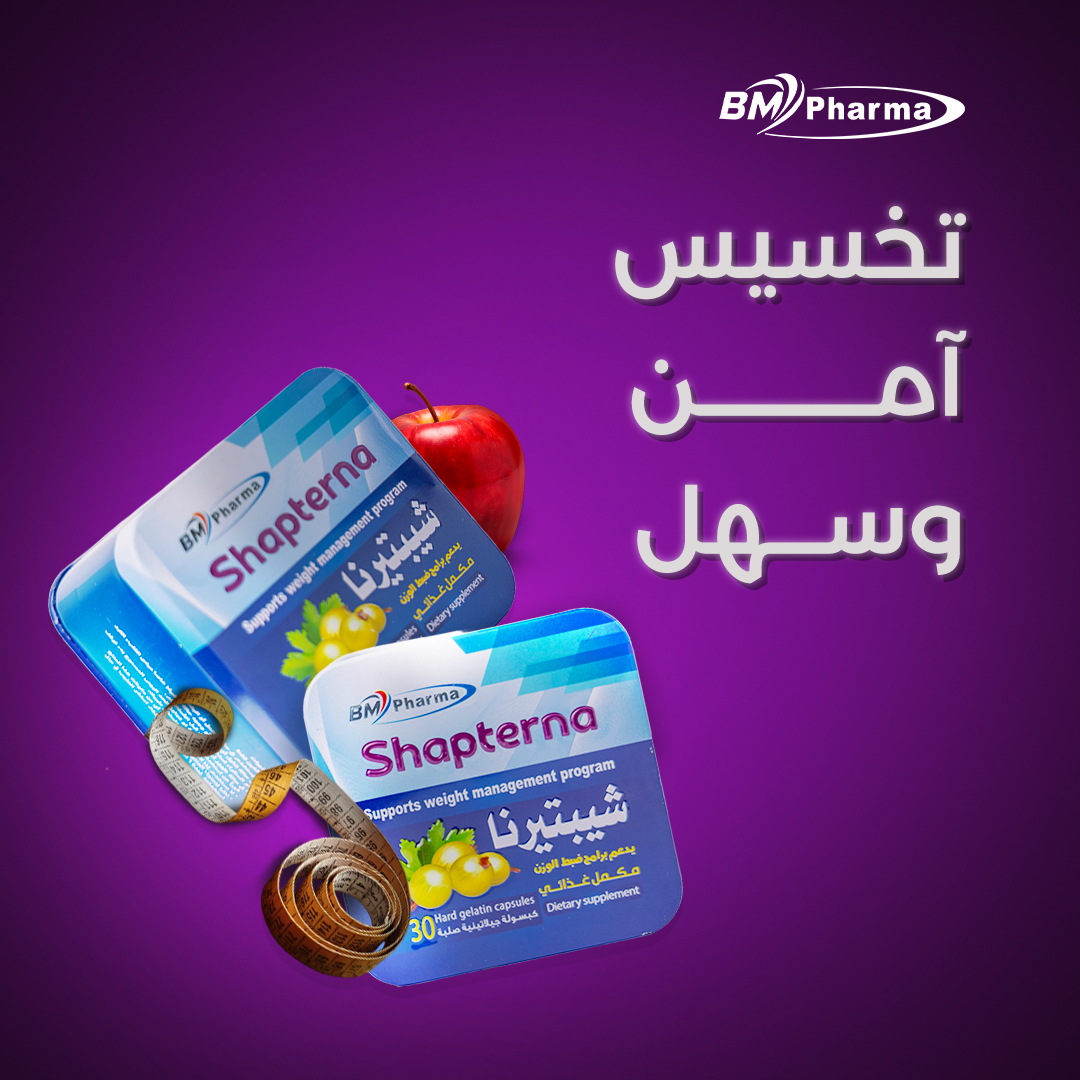 BM Pharma
تخسيس
آمن
وسهل
BM Pharma
Shapterna
Supports weight management program
شيبتيرنا
يدعم برامج ضبط الوزن
مكمل غذائي
Dietary supplement
BM Pharma
Shapterna
Supports weight management program
شيبتيرنا
يدعم برامج ضبط الوزن
مكمل غذائي
30 Hard gelatin capsules
كبسولة جيلاتينية صلبة
Dietary supplement